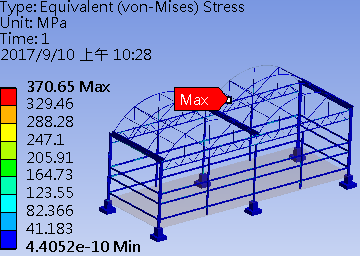 Type: Equivalent (von-Mises) Stress
Unit: MPa
Time: 1
2017/9/10 上午 10:28
370.65 Max
329.46
288.28
247.1
205.91
164.73
123.55
82.366
41.183
4.4052e-10 Min
Max